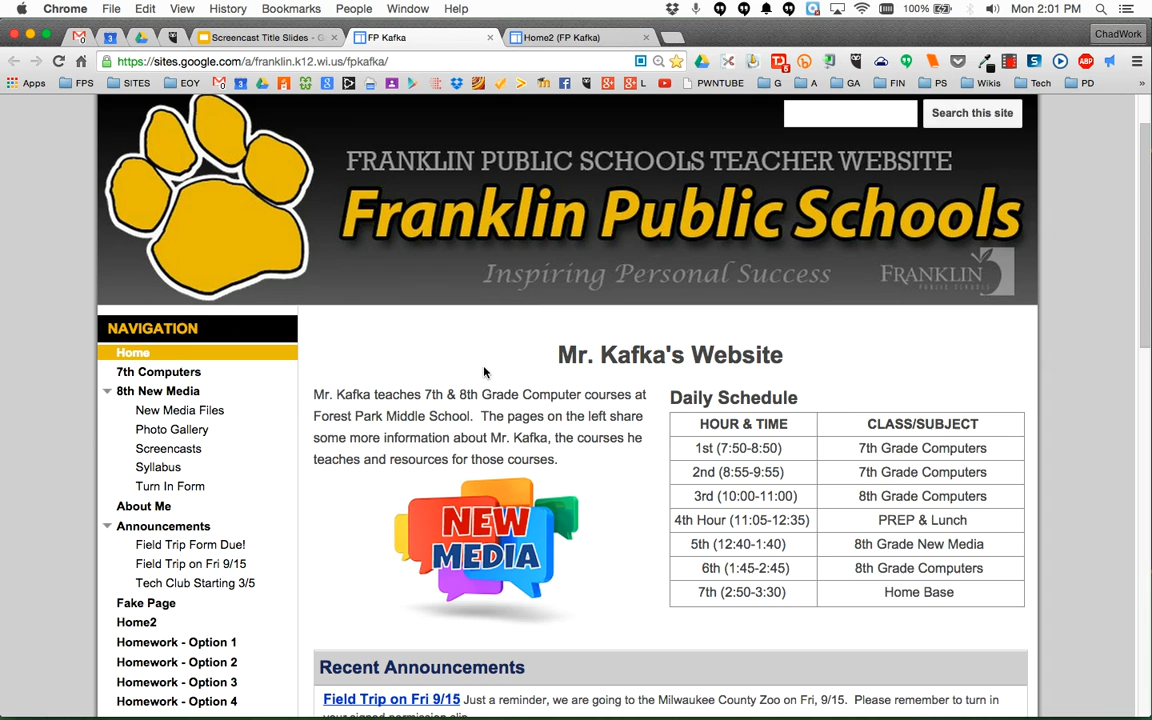 Chrome File Edit View History Bookmarks People Window Help 100% Mon 2:01 PM
Screencast Title Slides - G
FP Kafka
Home2 (FP Kafka)
ChadWork
https://sites.google.com/a/franklin.k12.wi.us/fpkafka/
Apps FPS SITES EOY PWNTUBE G A GA FIN PS Wikis Tech PD »
Search this site
FRANKLIN PUBLIC SCHOOLS TEACHER WEBSITE
Franklin Public Schools
Inspiring Personal Success
FRANKLIN
PUBLIC SCHOOLS
NAVIGATION
Home
7th Computers
8th New Media
New Media Files
Photo Gallery
Screencasts
Syllabus
Turn In Form
About Me
Announcements
Field Trip Form Due!
Field Trip on Fri 9/15
Tech Club Starting 3/5
Fake Page
Home2
Homework - Option 1
Homework - Option 2
Homework - Option 3
Homework - Option 4
Mr. Kafka's Website
Mr. Kafka teaches 7th & 8th Grade Computer courses at
Forest Park Middle School. The pages on the left share
some more information about Mr. Kafka, the courses he
teaches and resources for those courses.
NEW
MEDIA
Daily Schedule
HOUR & TIME CLASS/SUBJECT
1st (7:50-8:50) 7th Grade Computers
2nd (8:55-9:55) 7th Grade Computers
3rd (10:00-11:00) 8th Grade Computers
4th Hour (11:05-12:35) PREP & Lunch
5th (12:40-1:40) 8th Grade New Media
6th (1:45-2:45) 8th Grade Computers
7th (2:50-3:30) Home Base
Recent Announcements
Field Trip on Fri 9/15 Just a reminder, we are going to the Milwaukee County Zoo on Fri, 9/15. Please remember to turn in
your signed permission slip